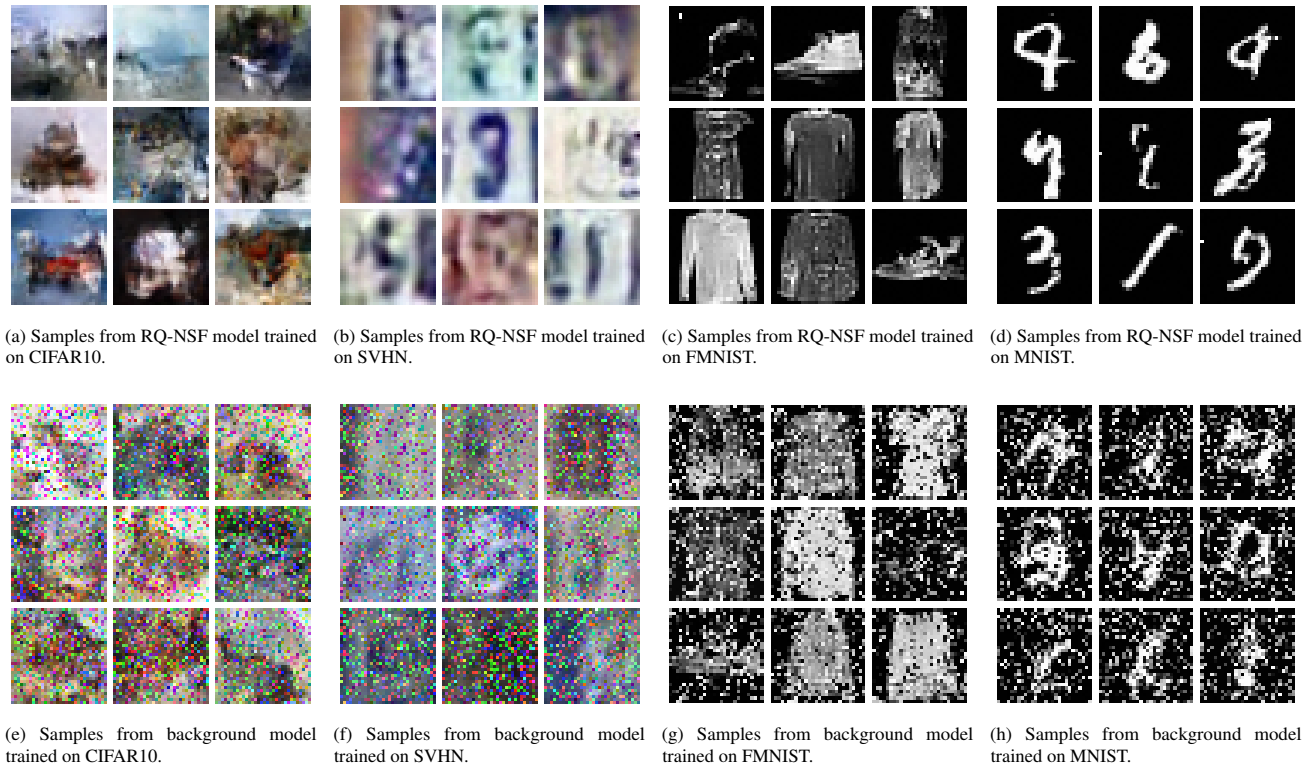 (a) Samples from RQ-NSF model trained
on CIFAR10.
(b) Samples from RQ-NSF model trained
on SVHN.
(c) Samples from RQ-NSF model trained
on FMNIST.
(d) Samples from RQ-NSF model trained
on MNIST.
(e) Samples from background model
trained on CIFAR10.
(f) Samples from background model
trained on SVHN.
(g) Samples from background model
trained on FMNIST.
(h) Samples from background model
trained on MNIST.